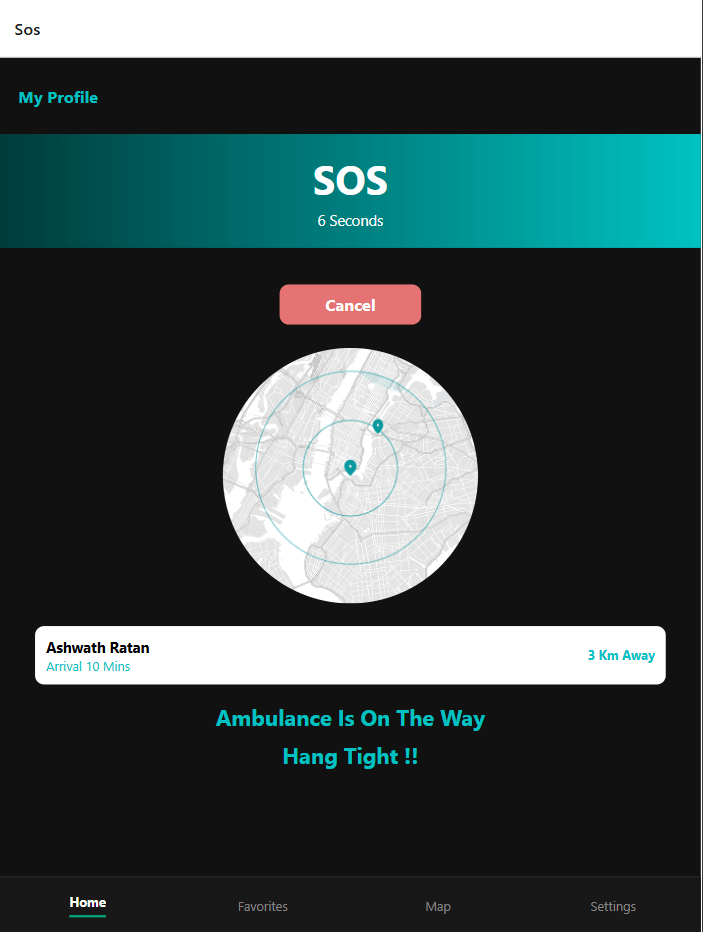 Sos
My Profile
SOS
6 Seconds
Cancel
Ashwath Ratan
Arrival 10 Mins
3 Km Away
Ambulance Is On The Way
Hang Tight !!
Home
Favorites
Map
Settings